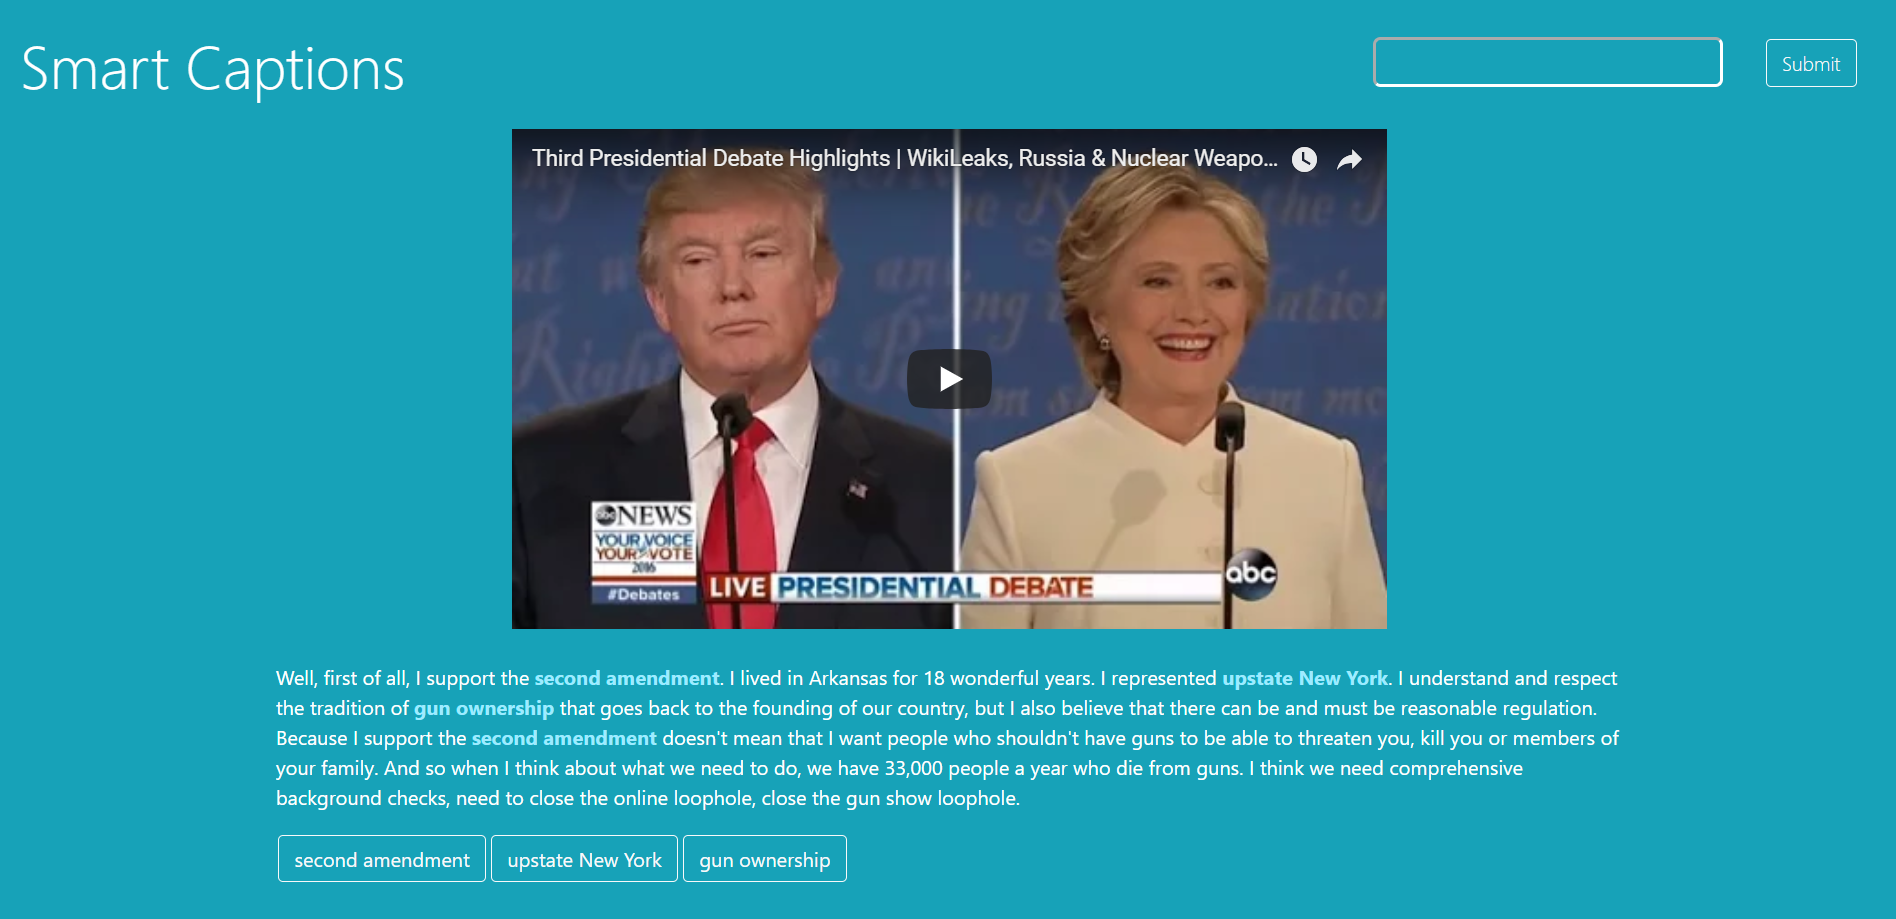 Smart Captions
Submit
Third Presidential Debate Highlights | WikiLeaks, Russia & Nuclear Weapo...
abc NEWS
YOUR VOICE
YOUR VOTE
2016
#Debates
LIVE PRESIDENTIAL DEBATE
abc
Well, first of all, I support the second amendment. I lived in Arkansas for 18 wonderful years. I represented upstate New York. I understand and respect
the tradition of gun ownership that goes back to the founding of our country, but I also believe that there can be and must be reasonable regulation.
Because I support the second amendment doesn't mean that I want people who shouldn't have guns to be able to threaten you, kill you or members of
your family. And so when I think about what we need to do, we have 33,000 people a year who die from guns. I think we need comprehensive
background checks, need to close the online loophole, close the gun show loophole.
second amendment
upstate New York
gun ownership